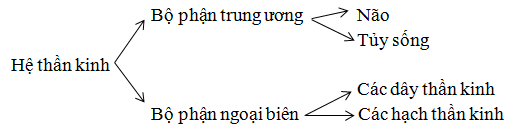 Bộ phận trung ương
Não
Tủy sống
Hệ thần kinh
Các dây thần kinh
Bộ phận ngoại biên
Các hạch thần kinh